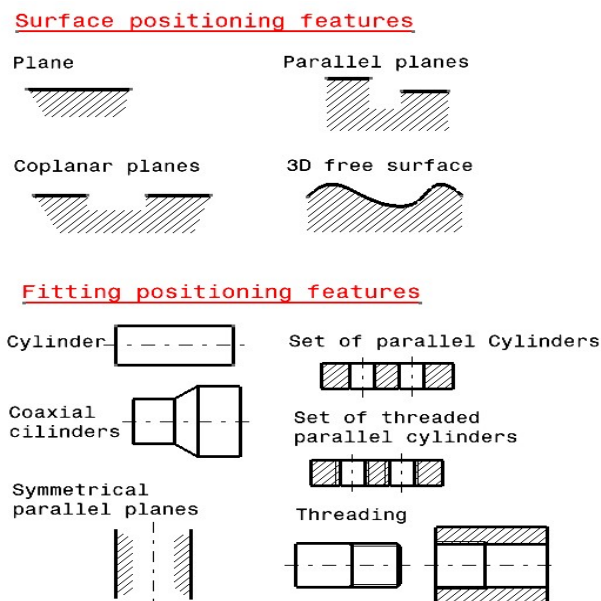 Surface positioning features
Plane
Parallel planes
Coplanar planes
3D free surface
Fitting positioning features
Cylinder
Set of parallel Cylinders
Coaxial
cilinders
Set of threaded
parallel cylinders
Symmetrical
parallel planes
Threading